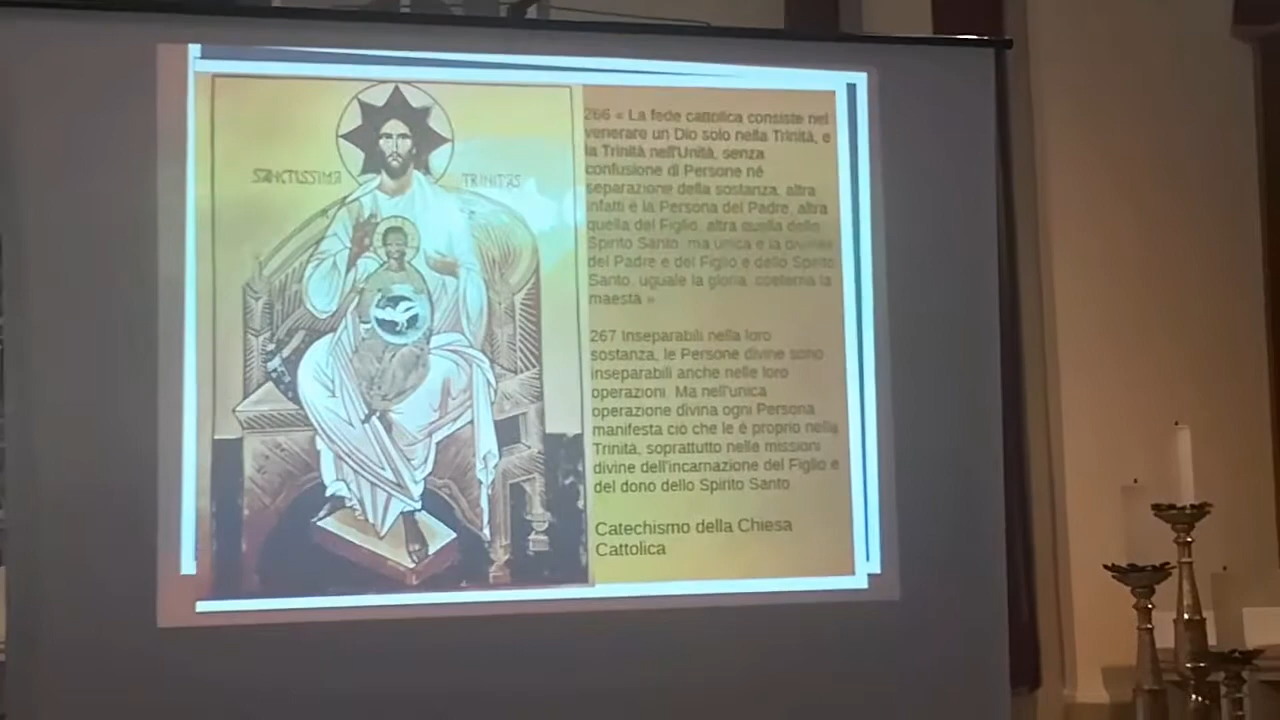 SANCTISSIMA TRINITAS
266 « La fede cattolica consiste nel
venerare un Dio solo nella Trinità, e
la Trinità nell'Unità, senza
confusione di Persone né
separazione della sostanza: altra
infatti è la Persona del Padre, altra
quella del Figlio, altra quella dello
Spirito Santo; ma unica è la divinità
del Padre e del Figlio e dello Spirito
Santo, uguale la gloria, coeterna la
maestà »
267 Inseparabili nella loro
sostanza, le Persone divine sono
inseparabili anche nelle loro
operazioni. Ma nell'unica
operazione divina ogni Persona
manifesta ciò che le è proprio nella
Trinità, soprattutto nelle missioni
divine dell'incarnazione del Figlio e
del dono dello Spirito Santo
Catechismo della Chiesa
Cattolica